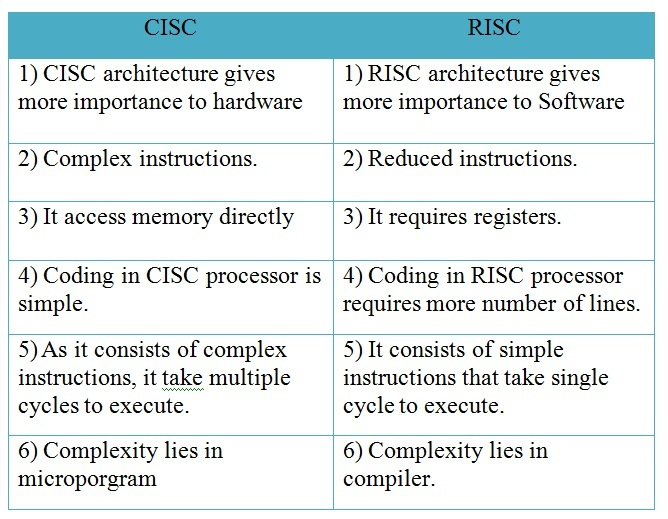 CISC
RISC
1) CISC architecture gives
more importance to hardware
1) RISC architecture gives
more importance to Software
2) Complex instructions.
2) Reduced instructions.
3) It access memory directly
3) It requires registers.
4) Coding in CISC processor is
simple.
4) Coding in RISC processor
requires more number of lines.
5) As it consists of complex
instructions, it take multiple
cycles to execute.
5) It consists of simple
instructions that take single
cycle to execute.
6) Complexity lies in
microporgram
6) Complexity lies in
compiler.